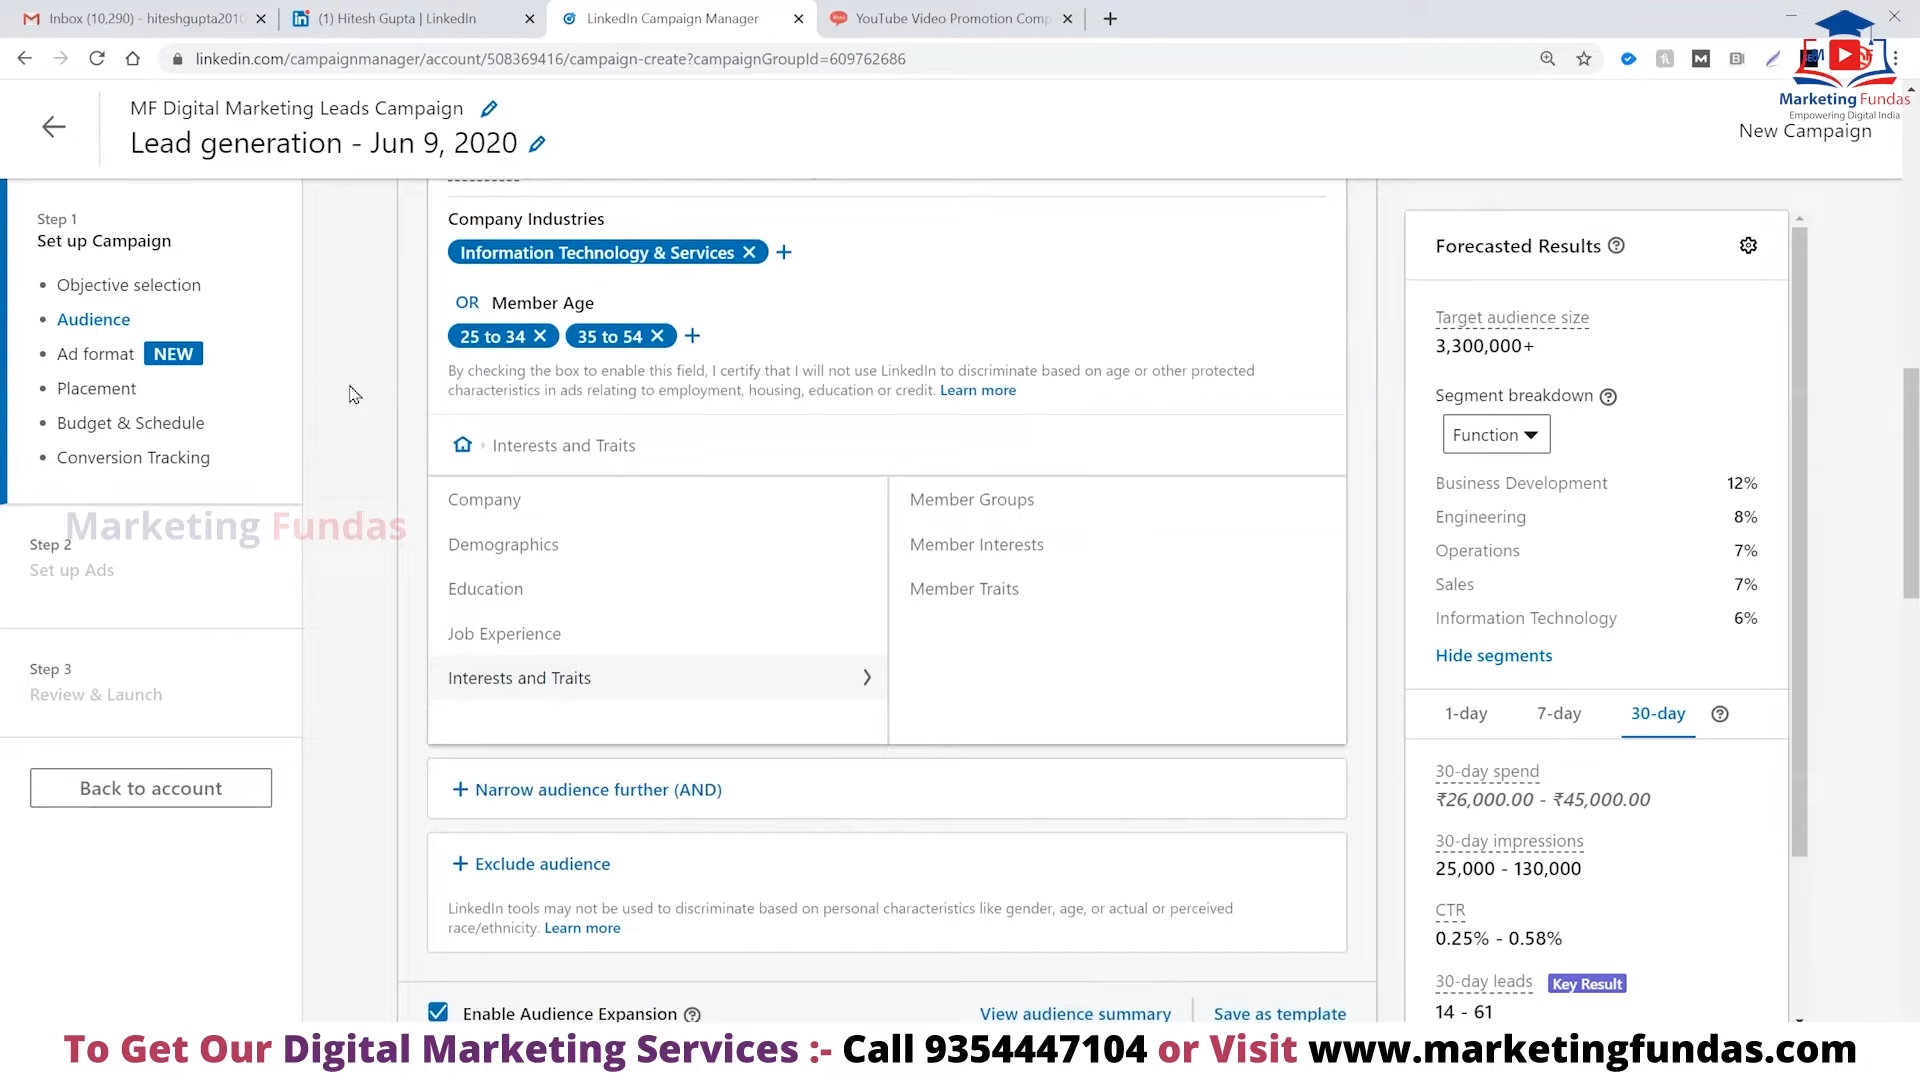 Inbox (10,290) - hiteshgupta2010
(1) Hitesh Gupta | LinkedIn
LinkedIn Campaign Manager
YouTube Video Promotion Comp
linkedin.com/campaignmanager/account/508369416/campaign-create?campaignGroupId=609762686
Marketing Fundas
Empowering Digital India
MF Digital Marketing Leads Campaign
Lead generation - Jun 9, 2020
New Campaign
Step 1
Set up Campaign
Objective selection
Audience
Ad format NEW
Placement
Budget & Schedule
Conversion Tracking
Marketing Fundas
Step 2
Set up Ads
Step 3
Review & Launch
Back to account
Company Industries
Information Technology & Services
OR Member Age
25 to 34
35 to 54
By checking the box to enable this field, I certify that I will not use LinkedIn to discriminate based on age or other protected
characteristics in ads relating to employment, housing, education or credit. Learn more
Interests and Traits
Company
Demographics
Education
Job Experience
Interests and Traits
Member Groups
Member Interests
Member Traits
+ Narrow audience further (AND)
+ Exclude audience
LinkedIn tools may not be used to discriminate based on personal characteristics like gender, age, or actual or perceived
race/ethnicity. Learn more
Enable Audience Expansion
View audience summary
Save as template
Forecasted Results
Target audience size
3,300,000+
Segment breakdown
Function
Business Development 12%
Engineering 8%
Operations 7%
Sales 7%
Information Technology 6%
Hide segments
1-day 7-day 30-day
30-day spend
₹26,000.00 - ₹45,000.00
30-day impressions
25,000 - 130,000
CTR
0.25% - 0.58%
30-day leads Key Result
14 - 61
To Get Our Digital Marketing Services :- Call 9354447104 or Visit www.marketingfundas.com